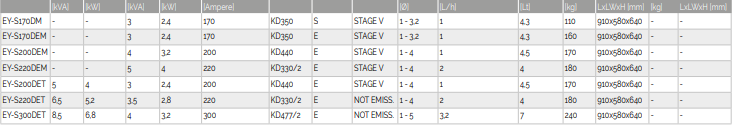 [kVA] [kW] [kVA] [kW] [Ampere] [Ø] [L/h] [Lt] [kg] LxLWxH [mm] [kg] LxLWxH [mm]
EY-S170DM - - 3 2,4 170 KD350 S STAGE V 1 - 3,2 1 4,3 110 910x580x640 - -
EY-S170DEM - - 3 2,4 170 KD350 E STAGE V 1 - 3,2 1 4,3 160 910x580x640 - -
EY-S200DEM - - 4 3,2 200 KD440 E STAGE V 1 - 4 1 4,5 170 910x580x640 - -
EY-S220DEM - - 5 4 220 KD330/2 E STAGE V 1 - 4 2 4 180 910x580x640 - -
EY-S200DET 5 4 3 2,4 200 KD440 E STAGE V 1 - 4 1 4,5 170 910x580x640 - -
EY-S220DET 6,5 5,2 3,5 2,8 220 KD330/2 E NOT EMISS. 1 - 4 2 4 180 910x580x640 - -
EY-S300DET 8,5 6,8 4 3,2 300 KD477/2 E NOT EMISS. 1 - 5 3,2 7 240 910x580x640 - -